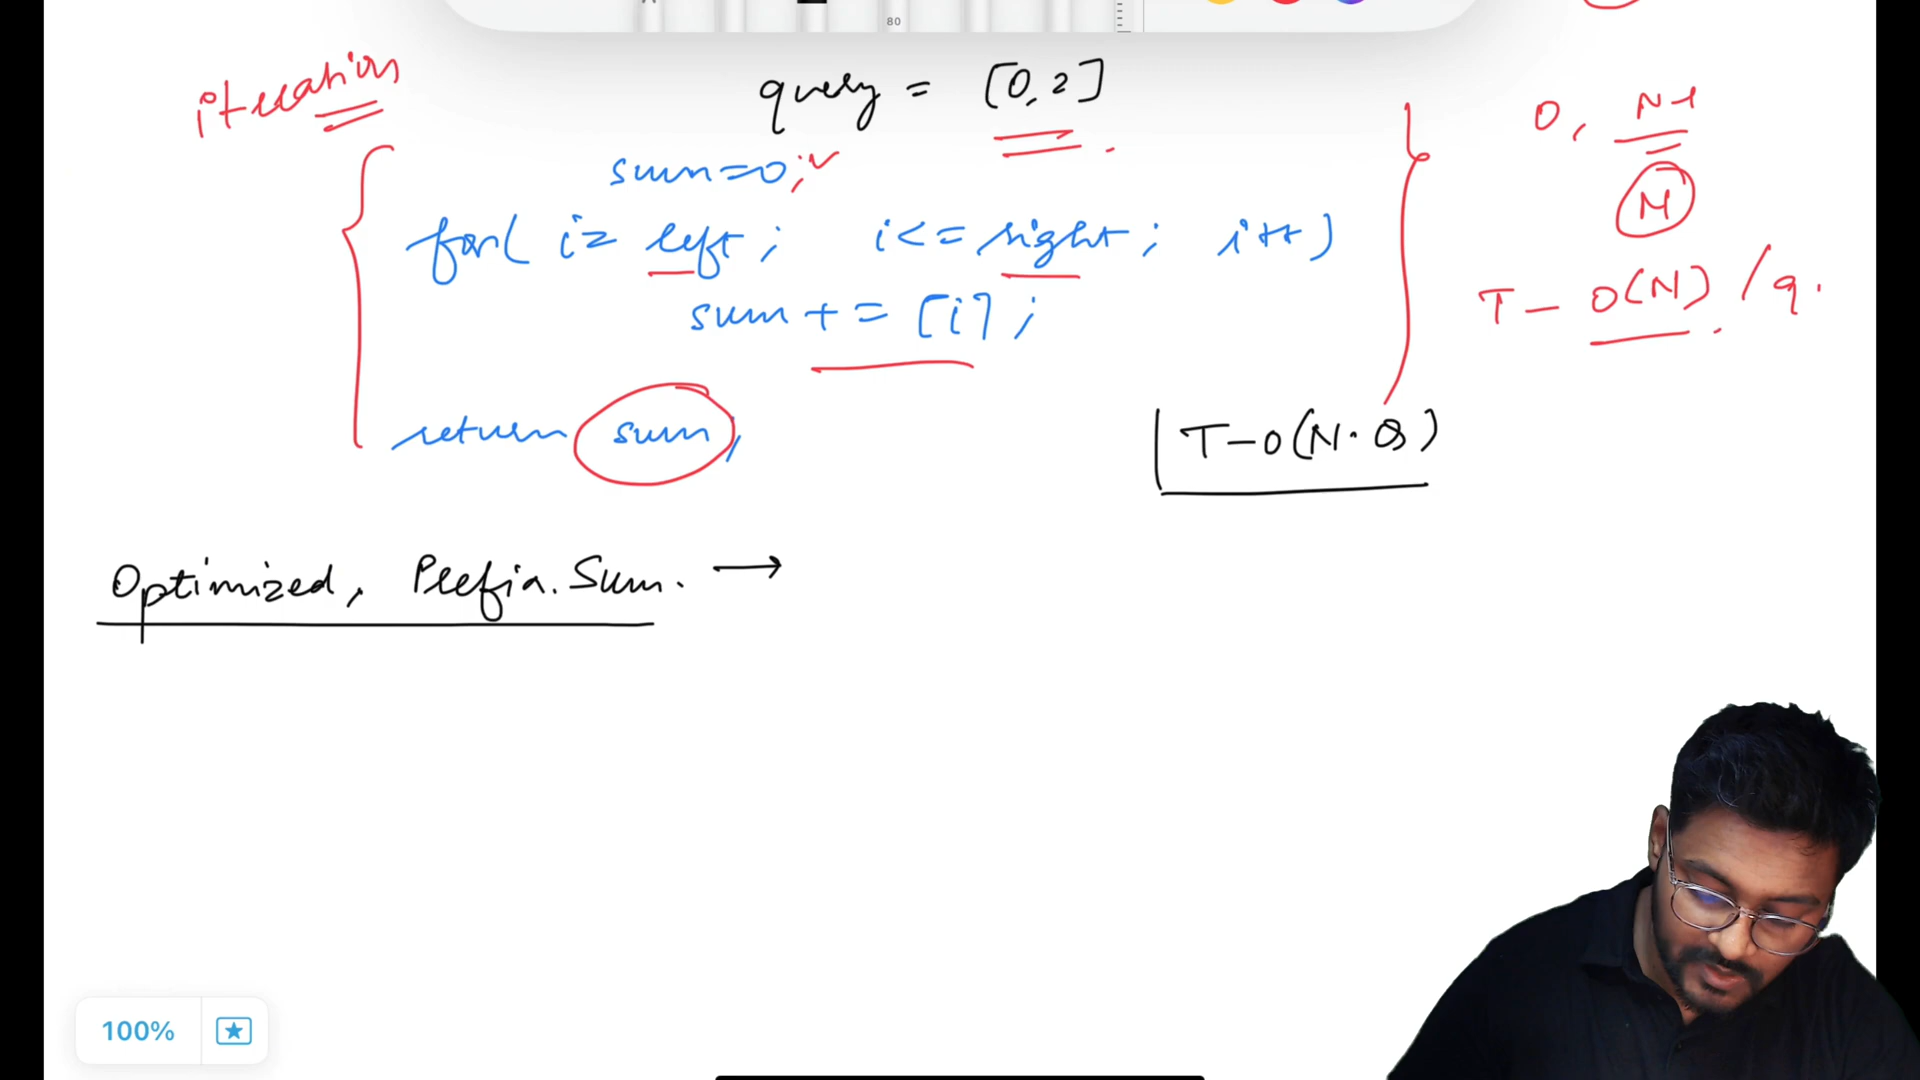 80
iteration
query = [0,2]
0, N-1
sum=0;
N
for( i= left; i<= right; i++)
T - O(N) /q.
sum + = [i];
return sum;
T-O(N·Q)
Optimized, Prefix.Sum. →
100%